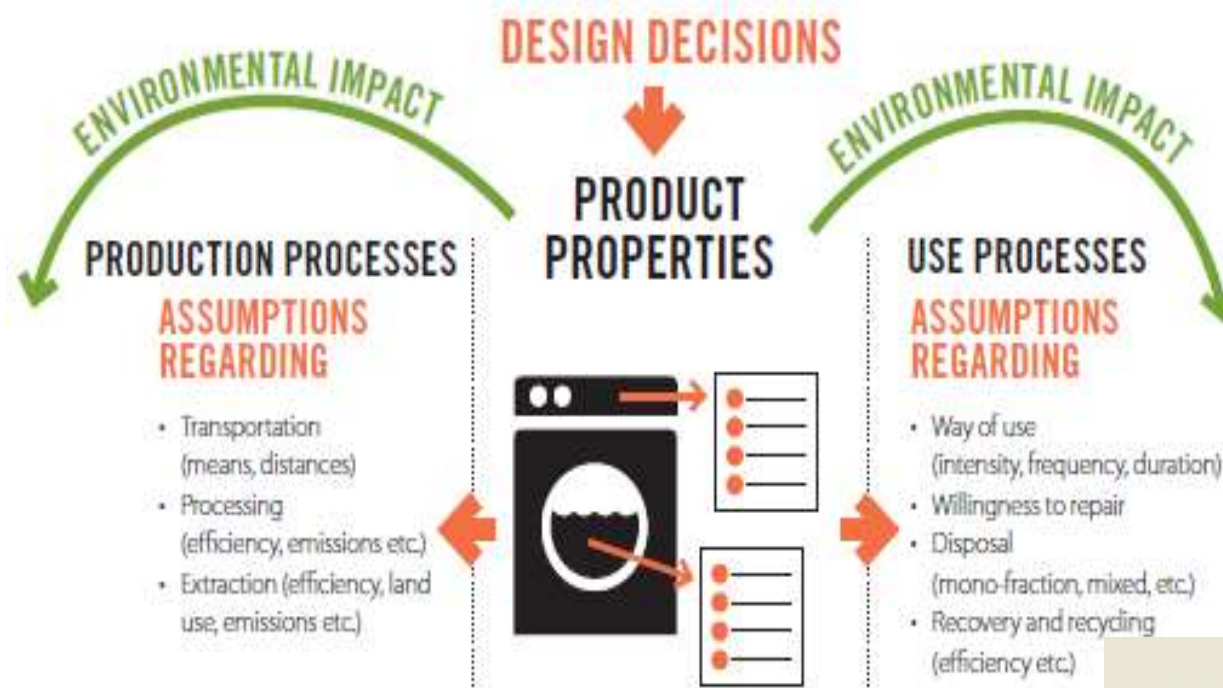 DESIGN DECISIONS
ENVIRONMENTAL IMPACT
ENVIRONMENTAL IMPACT
PRODUCT
PROPERTIES
PRODUCTION PROCESSES
ASSUMPTIONS
REGARDING
• Transportation
(means, distances)
• Processing
(efficiency, emissions etc.)
• Extraction (efficiency, land
use, emissions etc.)
USE PROCESSES
ASSUMPTIONS
REGARDING
• Way of use
(intensity, frequency, duration)
• Willingness to repair
• Disposal
(mono-fraction, mixed, etc.)
• Recovery and recycling
(efficiency etc.)